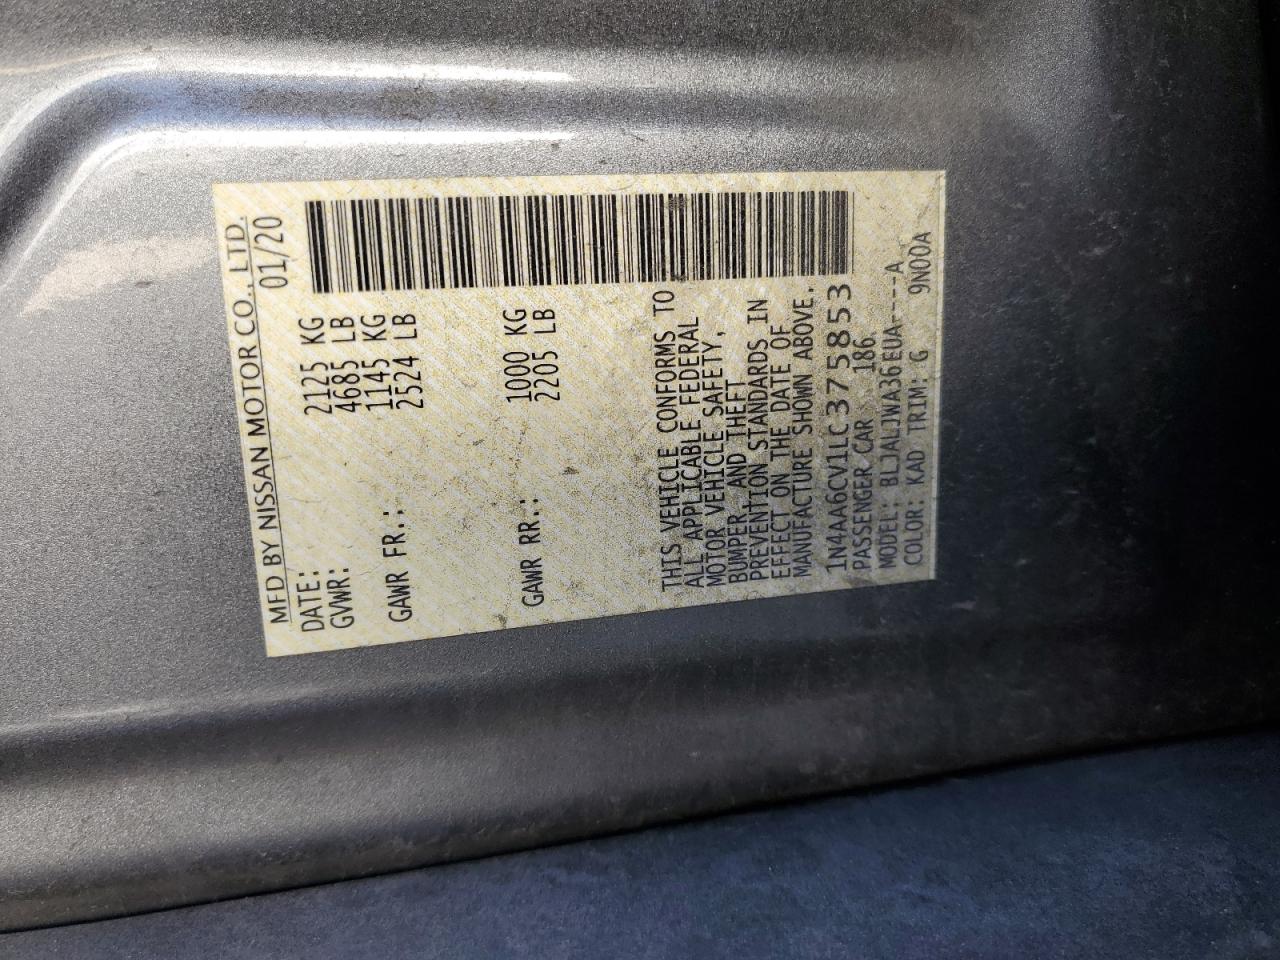 MFD BY NISSAN MOTOR CO., LTD.
DATE: 01/20
GVWR: 2125 KG
4685 LB
GAWR FR.: 1145 KG
2524 LB
GAWR RR.: 1000 KG
2205 LB
THIS VEHICLE CONFORMS TO
ALL APPLICABLE FEDERAL
MOTOR VEHICLE SAFETY,
BUMPER, AND THEFT
PREVENTION STANDARDS IN
EFFECT ON THE DATE OF
MANUFACTURE SHOWN ABOVE.
1N4AA6CV1LC375853
PASSENGER CAR 186.
MODEL: BLJALJWA36EUA----A
COLOR: KAD TRIM: G 9N00A